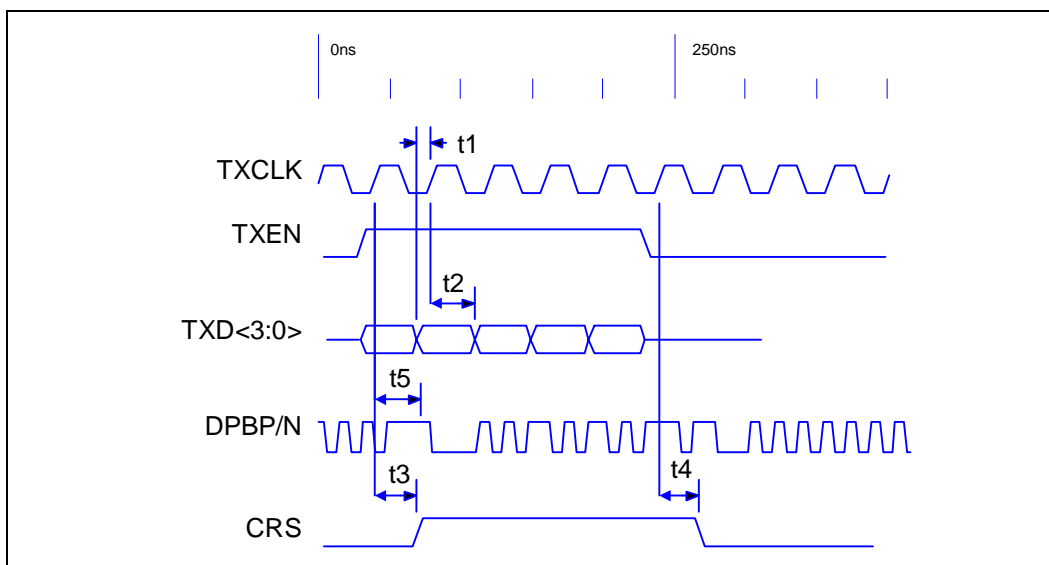 0ns 250ns
t1
TXCLK
TXEN
t2
TXD<3:0>
t5
DPBP/N
t3 t4
CRS